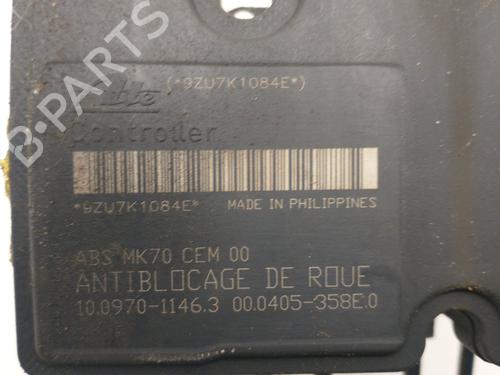 (*9ZU7K1084E*)
Ate
Controller
*9ZU7K1084E* MADE IN PHILIPPINES
ABS MK70 CEM 00
ANTIBLOCAGE DE ROUE
10.0970-1146.3 00.0405-358E.0
B-PARTS